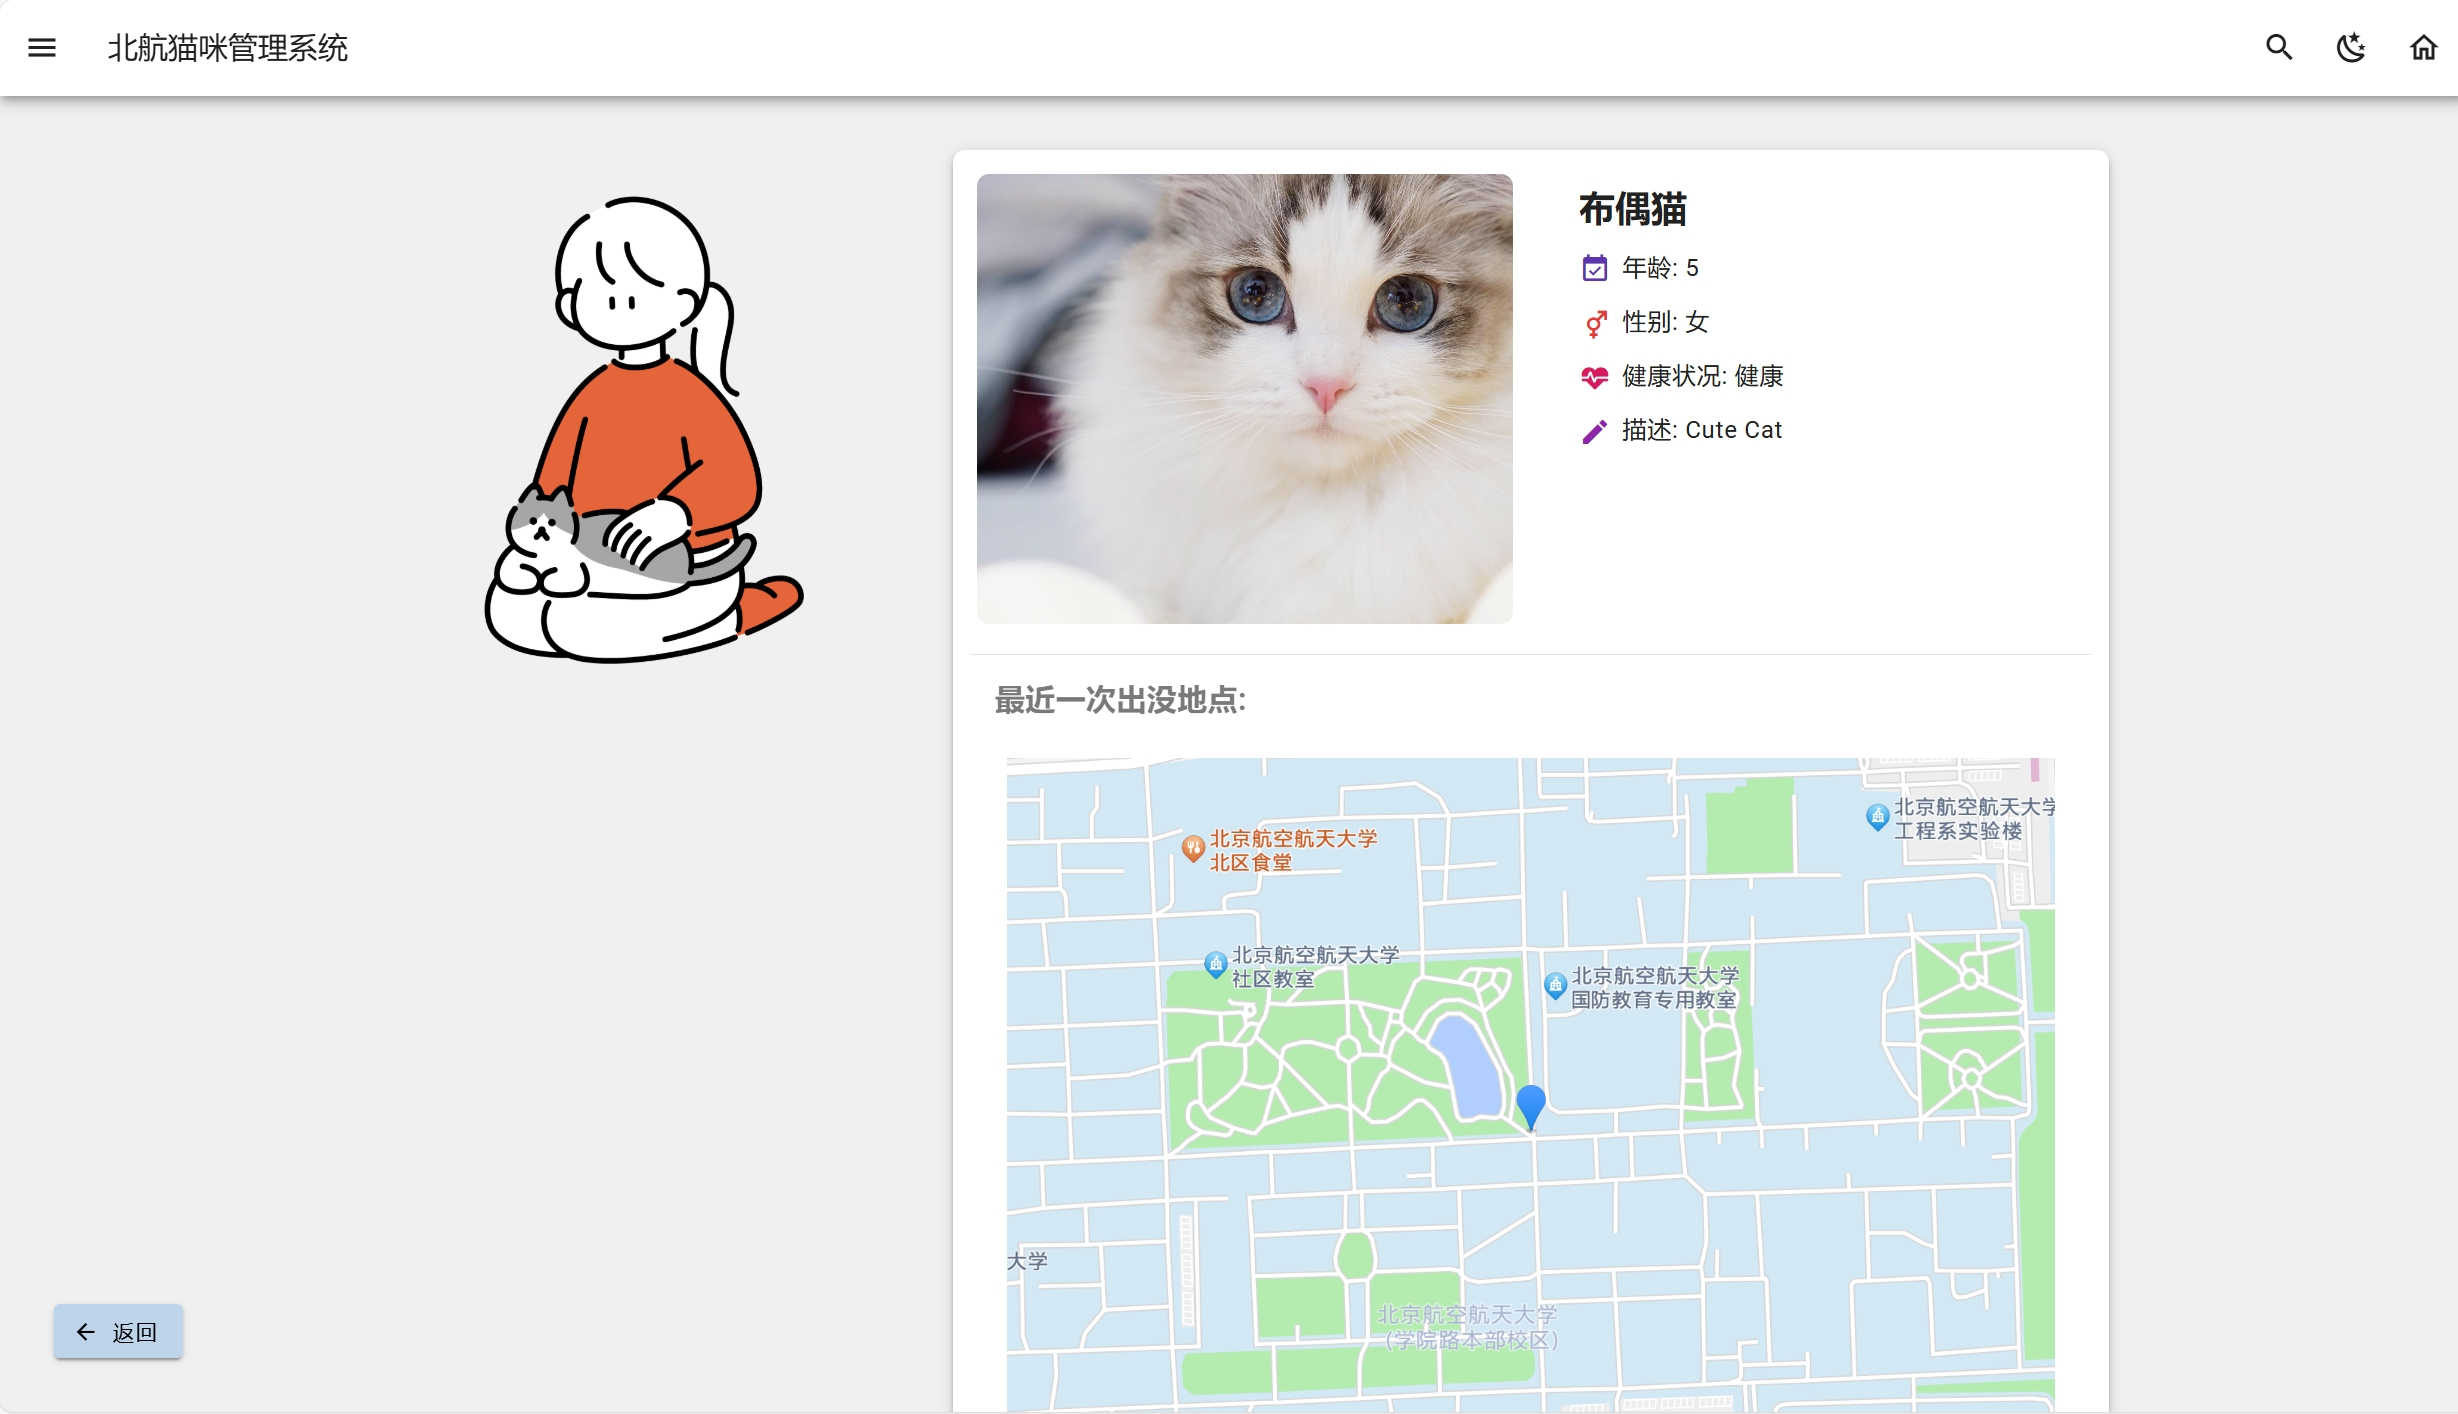 北航猫咪管理系统
布偶猫
年龄: 5
性别: 女
健康状况: 健康
描述: Cute Cat
最近一次出没地点:
北京航空航天大学
工程系实验楼
北京航空航天大学
北区食堂
北京航空航天大学
社区教室
北京航空航天大学
国防教育专用教室
大学
北京航空航天大学
(学院路本部校区)
返回